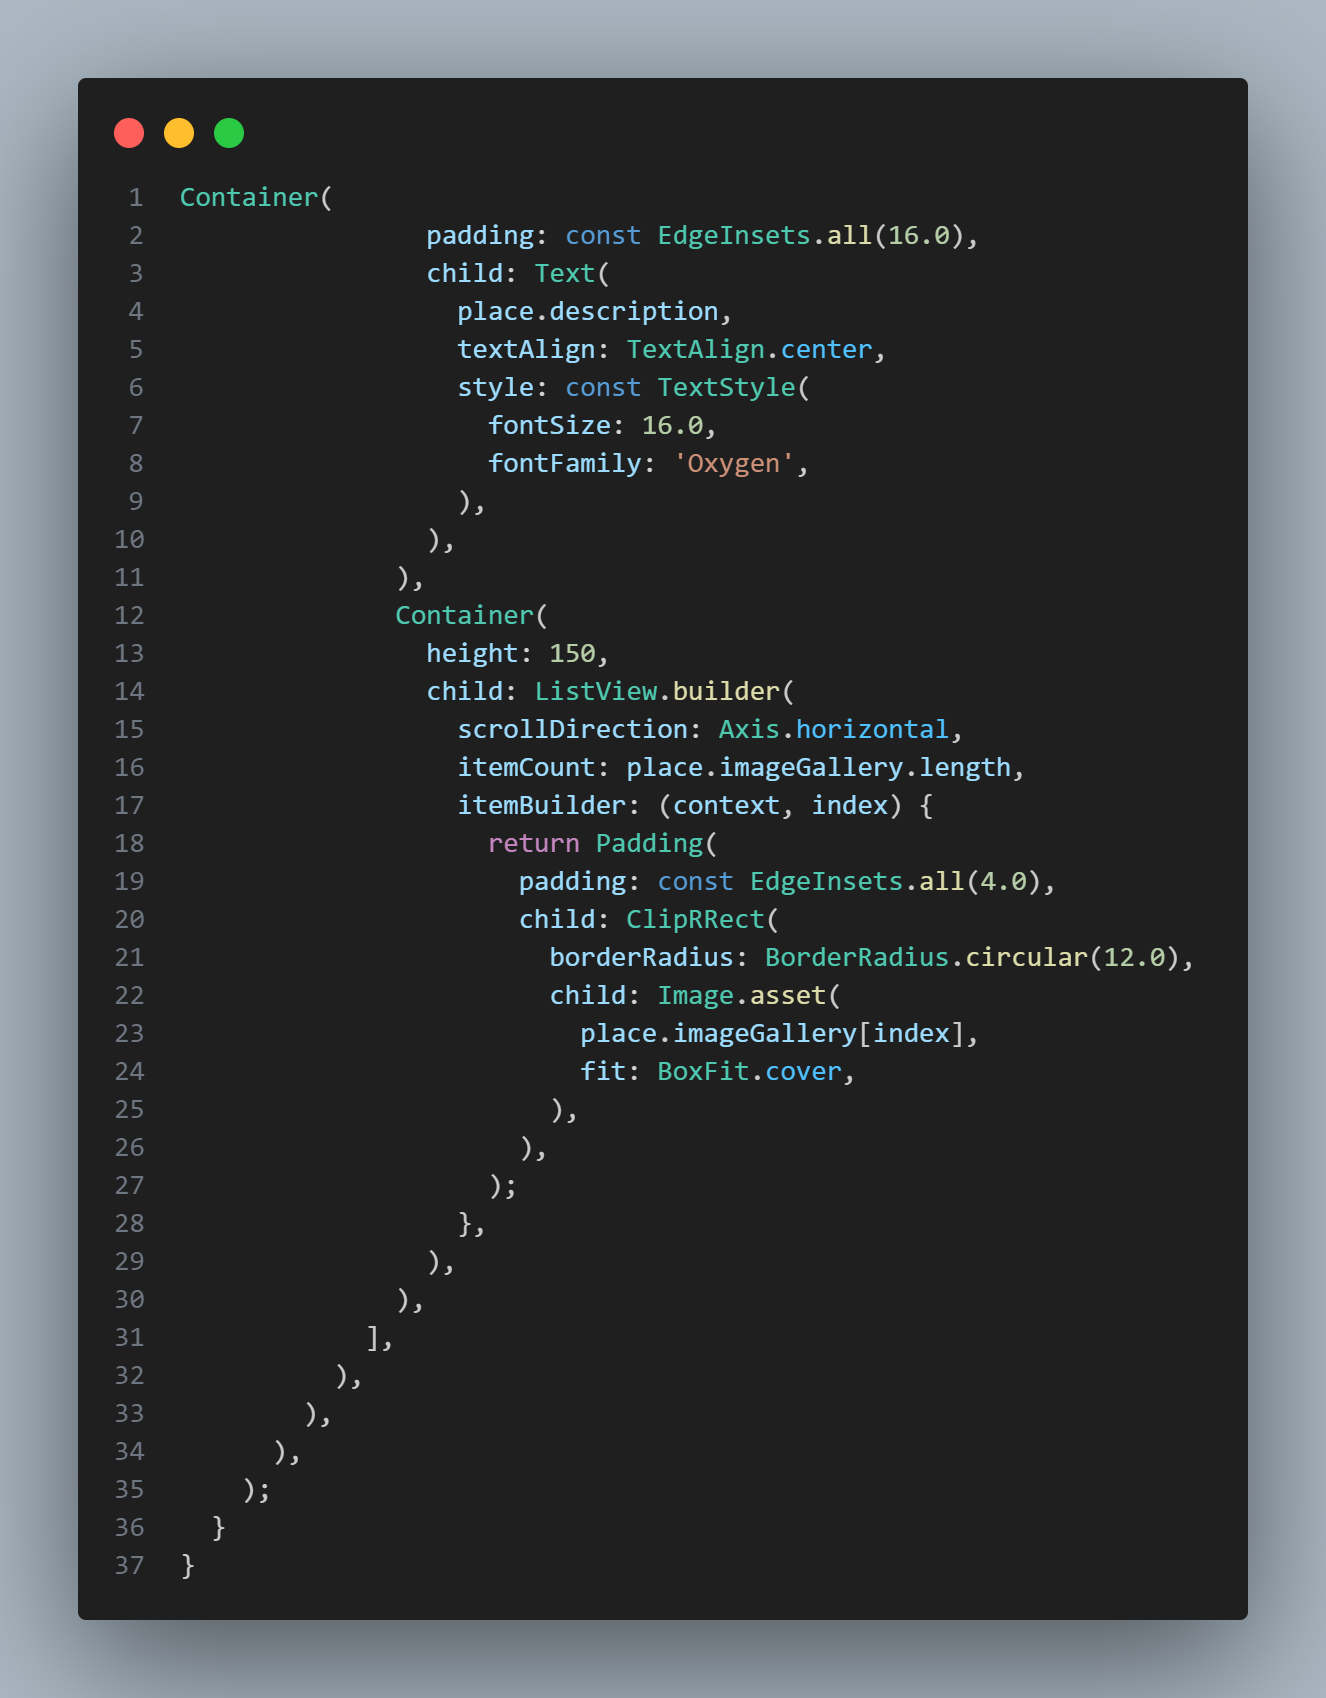 1 Container(
2                 padding: const EdgeInsets.all(16.0),
3                 child: Text(
4                   place.description,
5                   textAlign: TextAlign.center,
6                   style: const TextStyle(
7                     fontSize: 16.0,
8                     fontFamily: 'Oxygen',
9                   ),
10                 ),
11               ),
12               Container(
13                 height: 150,
14                 child: ListView.builder(
15                   scrollDirection: Axis.horizontal,
16                   itemCount: place.imageGallery.length,
17                   itemBuilder: (context, index) {
18                     return Padding(
19                       padding: const EdgeInsets.all(4.0),
20                       child: ClipRRect(
21                         borderRadius: BorderRadius.circular(12.0),
22                         child: Image.asset(
23                           place.imageGallery[index],
24                           fit: BoxFit.cover,
25                         ),
26                       ),
27                     );
28                   },
29                 ),
30               ),
31             ],
32           ),
33         ),
34       ),
35     );
36   }
37 }